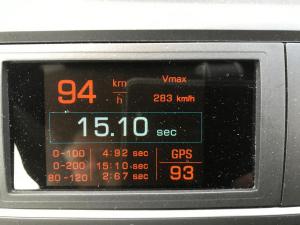 94 km/h Vmax
283 km/h
15.10 sec
0-100 4:92 sec GPS
0-200 15:10 sec 93
80-120 2:67 sec